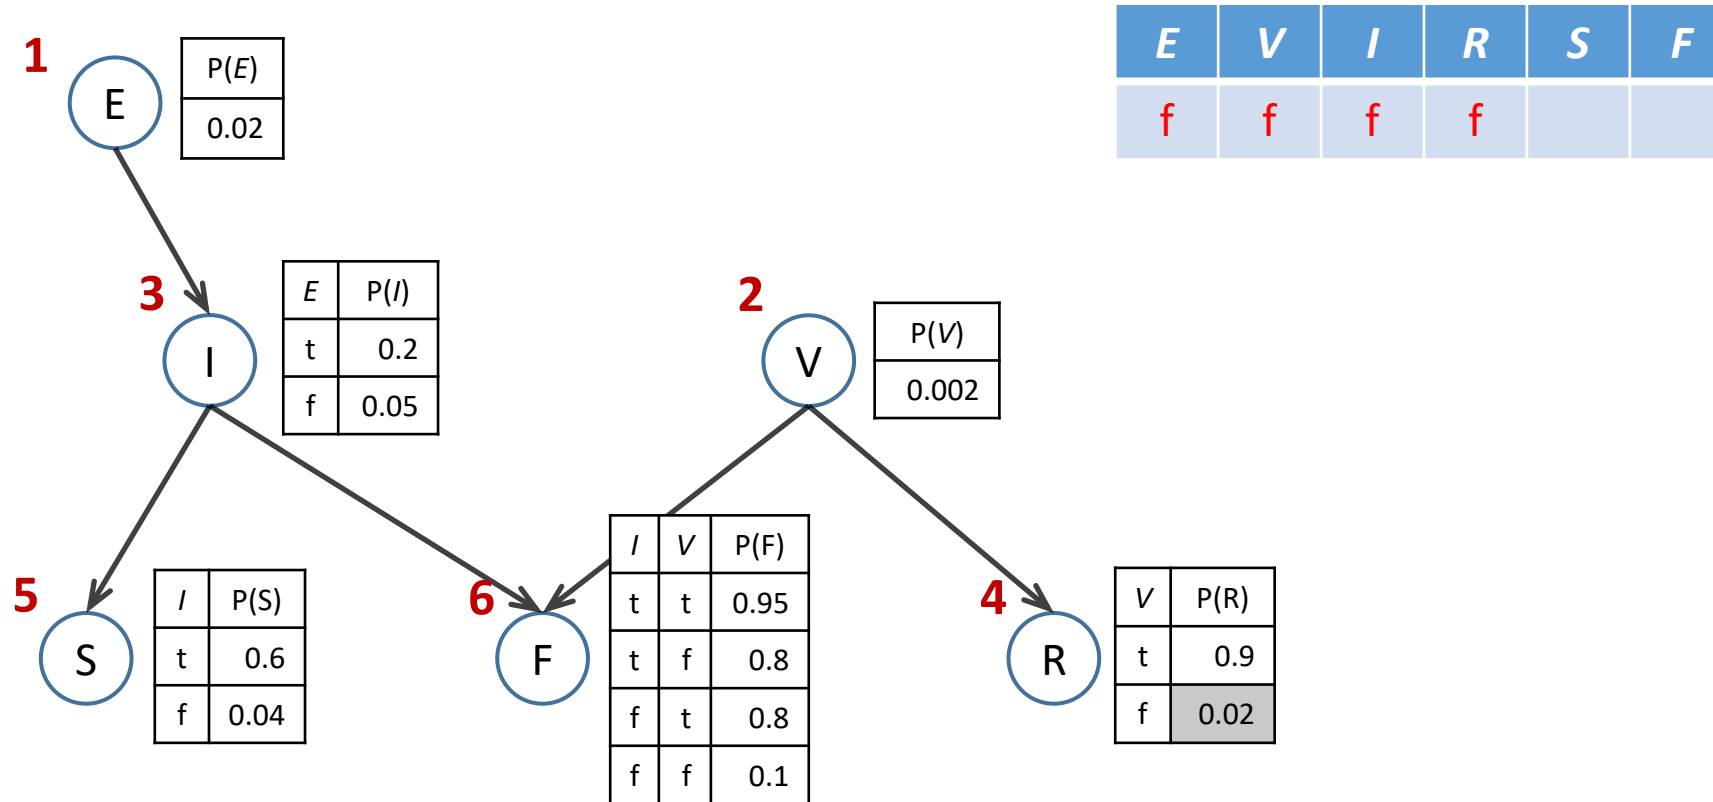 E V I R S F
f f f f
1
E
P(E)
0.02
3
I
E P(I)
t 0.2
f 0.05
2
V
P(V)
0.002
5
S
I P(S)
t 0.6
f 0.04
6
F
I V P(F)
t t 0.95
t f 0.8
f t 0.8
f f 0.1
4
R
V P(R)
t 0.9
f 0.02